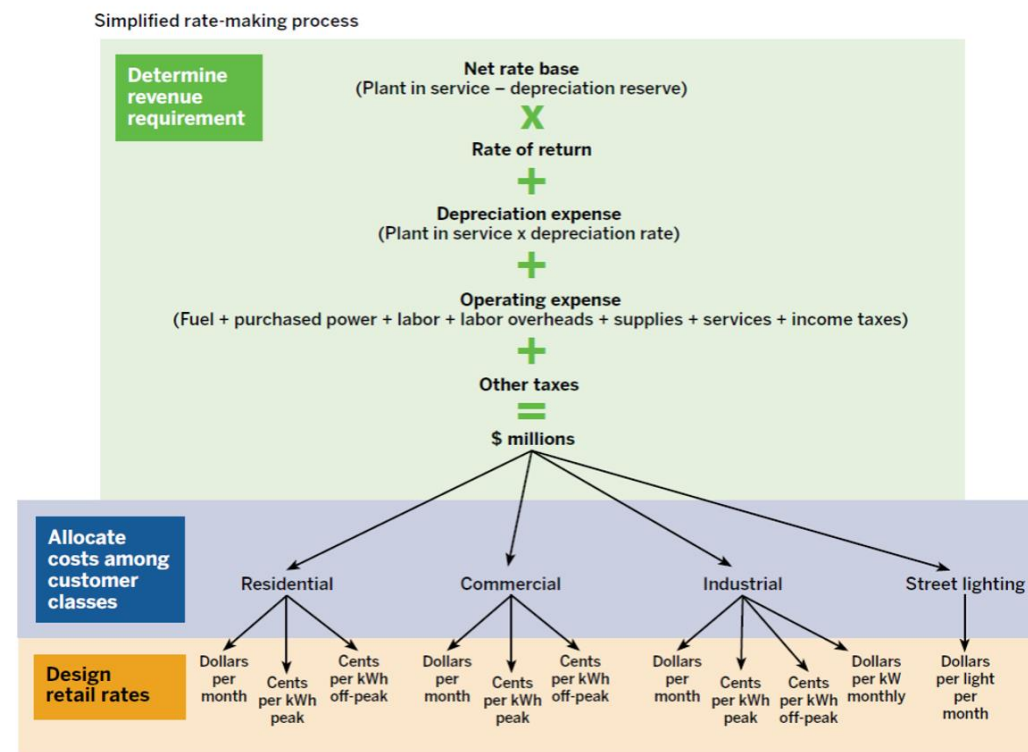 Simplified rate-making process
Determine
revenue
requirement
Net rate base
(Plant in service – depreciation reserve)
x
Rate of return
+
Depreciation expense
(Plant in service x depreciation rate)
+
Operating expense
(Fuel + purchased power + labor + labor overheads + supplies + services + income taxes)
+
Other taxes
=
$ millions
Allocate
costs among
customer
classes
Residential
Commercial
Industrial
Street lighting
Design
retail rates
Dollars
per
month
Cents
per kWh
peak
Cents
per kWh
off-peak
Dollars
per
month
Cents
per kWh
peak
Cents
per kWh
off-peak
Dollars
per
month
Cents
per kWh
peak
Cents
per kWh
off-peak
Dollars
per kW
monthly
Dollars
per light
per
month